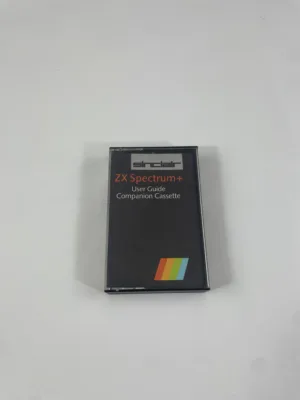 sinclair
ZX Spectrum+
User Guide
Companion Cassette